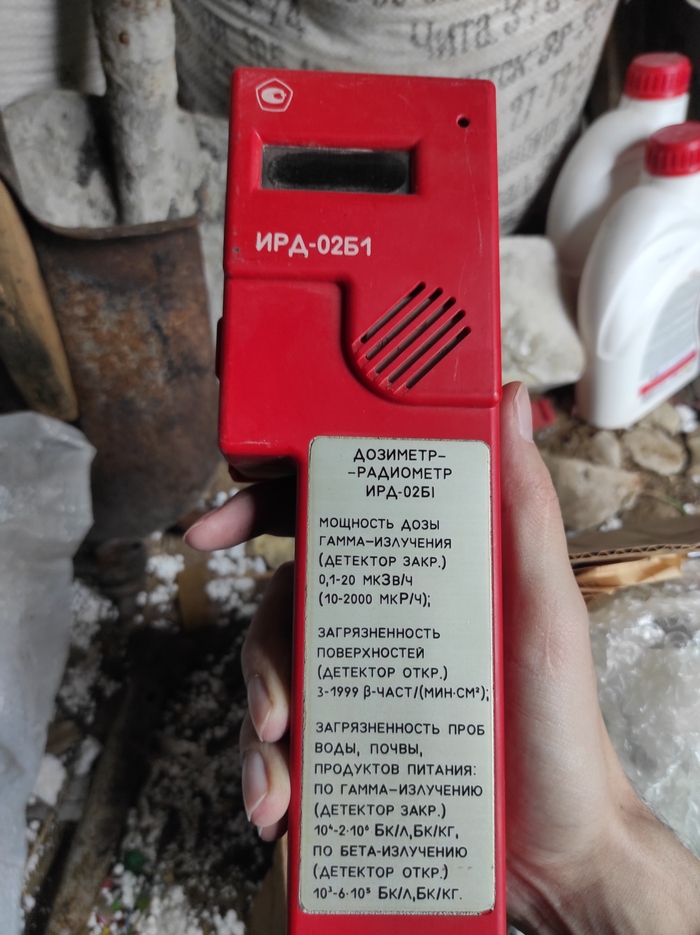 Чита
ИРД-02Б1
ДОЗИМЕТР-
-РАДИОМЕТР
ИРД-02Б1
МОЩНОСТЬ ДОЗЫ
ГАММА-ИЗЛУЧЕНИЯ
(ДЕТЕКТОР ЗАКР.)
0,1-20 МКЗВ/Ч
(10-2000 МКР/Ч);
ЗАГРЯЗНЕННОСТЬ
ПОВЕРХНОСТЕЙ
(ДЕТЕКТОР ОТКР.)
3-1999 β-ЧАСТ/(МИН·СМ²);
ЗАГРЯЗНЕННОСТЬ ПРОБ
ВОДЫ, ПОЧВЫ,
ПРОДУКТОВ ПИТАНИЯ:
ПО ГАММА-ИЗЛУЧЕНИЮ
(ДЕТЕКТОР ЗАКР.)
10⁴-2·10⁶ БК/Л,БК/КГ,
ПО БЕТА-ИЗЛУЧЕНИЮ
(ДЕТЕКТОР ОТКР.)
10³-6·10⁵ БК/Л,БК/КГ.